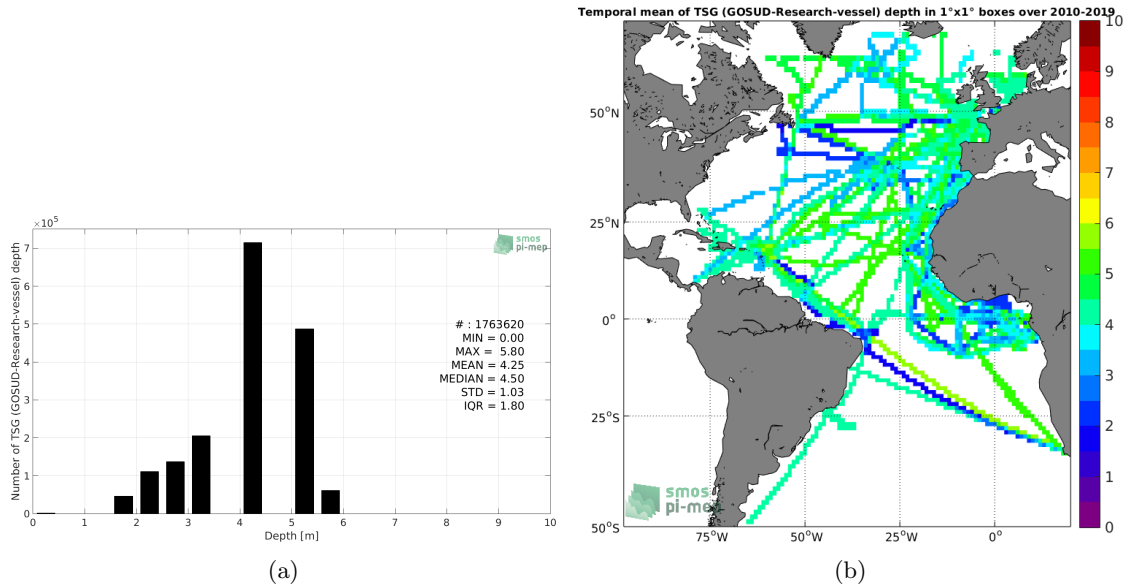 Temporal mean of TSG (GOSUD-Research-vessel) depth in 1°x1° boxes over 2010-2019
Number of TSG (GOSUD-Research-vessel) depth
×10⁵
7
6
5
4
3
2
1
0
0 1 2 3 4 5 6 7 8 9 10
Depth [m]
smos
pi-mep
# : 1763620
MIN = 0.00
MAX = 5.80
MEAN = 4.25
MEDIAN = 4.50
STD = 1.03
IQR = 1.80
(a)
50°N
25°N
0°
25°S
50°S
75°W 50°W 25°W 0°
smos
pi-mep
10
9
8
7
6
5
4
3
2
1
0
(b)